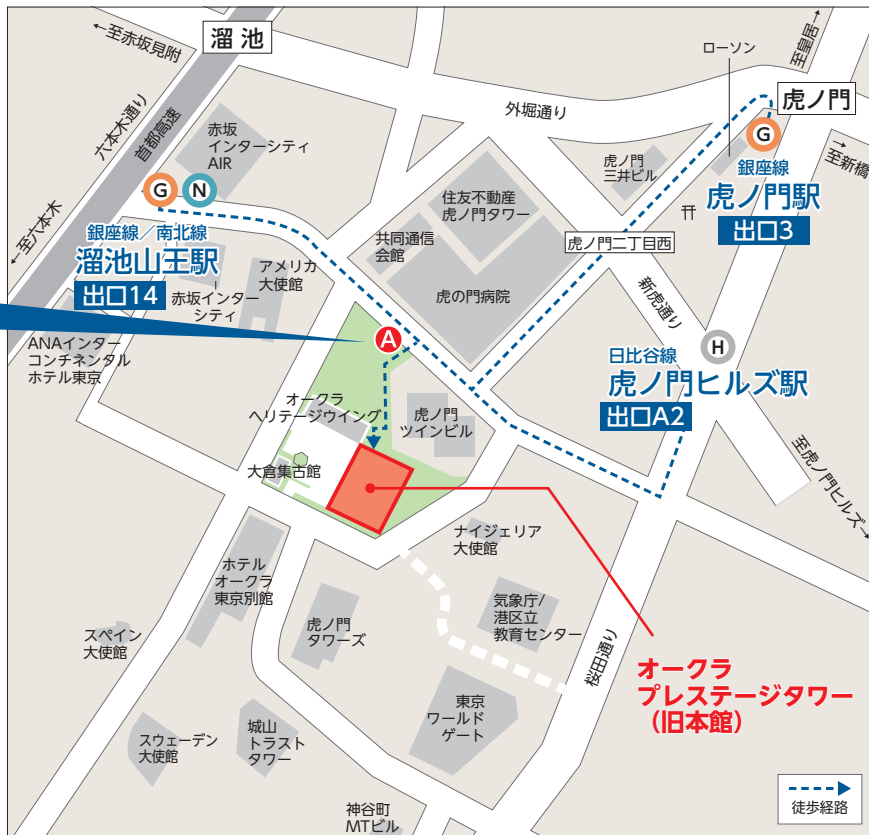 ←至赤坂見附
溜池
六本木通り
首都高速
←至六本木
赤坂
インターシティ
AIR
G
N
銀座線/南北線
溜池山王駅
出口14
赤坂インター
シティ
アメリカ
大使館
ANAインター
コンチネンタル
ホテル東京
外堀通り
ローソン
至皇居→
虎ノ門
G
→至新橋
銀座線
虎ノ門駅
出口3
虎ノ門
三井ビル
住友不動産
虎ノ門タワー
共同通信
会館
虎の門病院
虎ノ門二丁目西
新虎通り
H
日比谷線
虎ノ門ヒルズ駅
出口A2
至虎ノ門ヒルズ→
A
オークラ
ヘリテージウイング
虎ノ門
ツインビル
大倉集古館
ナイジェリア
大使館
ホテル
オークラ
東京別館
虎ノ門
タワーズ
気象庁/
港区立
教育センター
桜田通り
スペイン
大使館
オークラ
プレステージタワー
(旧本館)
東京
ワールド
ゲート
城山
トラスト
タワー
スウェーデン
大使館
神谷町
MTビル
徒歩経路